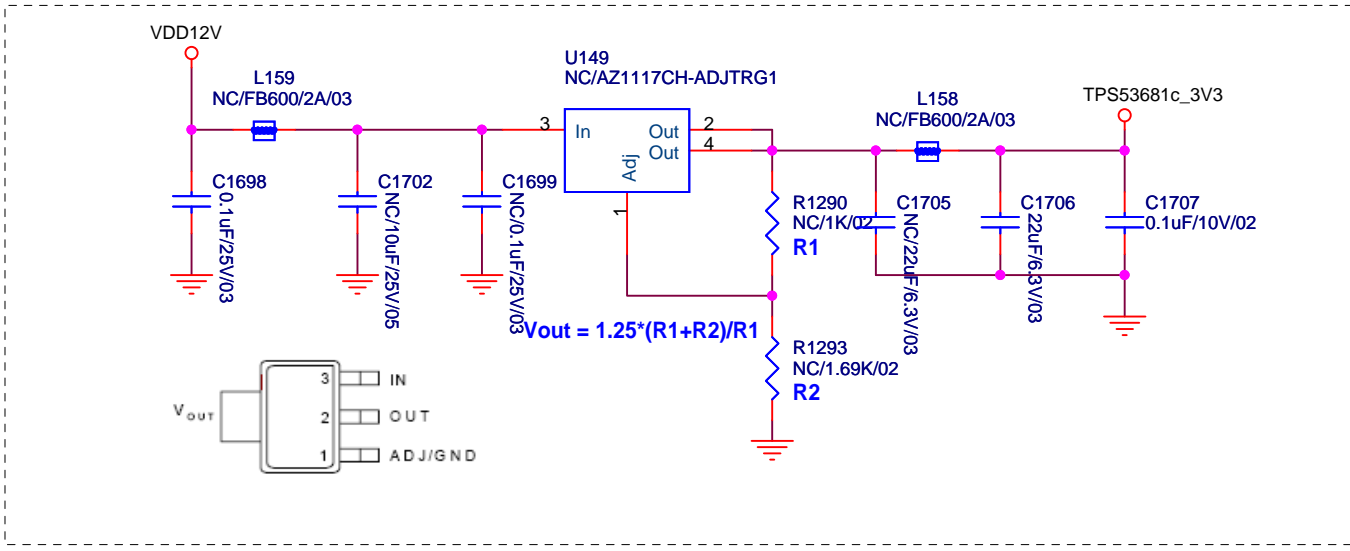 VDD12V
L159
NC/FB600/2A/03
U149
NC/AZ1117CH-ADJTRG1
L158
NC/FB600/2A/03
TPS53681c_3V3
3
In
Out
2
Out
4
Adj
1
C1698
0.1uF/25V/03
C1702
NC/10uF/25V/05
C1699
NC/0.1uF/25V/03
R1290
NC/1K/02
R1
C1705
NC/22uF/6.3V/03
C1706
22uF/6.3V/03
C1707
0.1uF/10V/02
Vout = 1.25*(R1+R2)/R1
R1293
NC/1.69K/02
R2
VOUT
3 IN
2 OUT
1 ADJ/GND